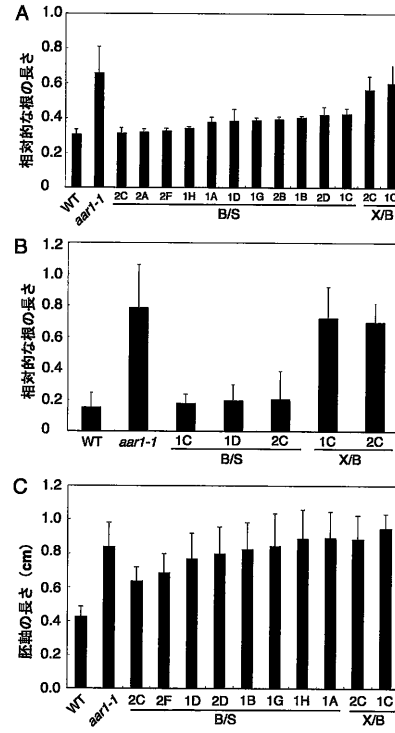 A
相対的な根の長さ
1.0
0.8
0.6
0.4
0.2
0
WT
aar1-1
2C 2A 2F 1H 1A 1D 1G 2B 1B 2D 1C
B/S
2C 1C
X/B
B
相対的な根の長さ
1.2
1.0
0.8
0.6
0.4
0.2
0
WT
aar1-1
1C 1D 2C
B/S
1C 2C
X/B
C
胚軸の長さ (cm)
1.2
1.0
0.8
0.6
0.4
0.2
0.0
WT
aar1-1
2C 2F 1D 2D 1B 1G 1H 1A
B/S
2C 1C
X/B